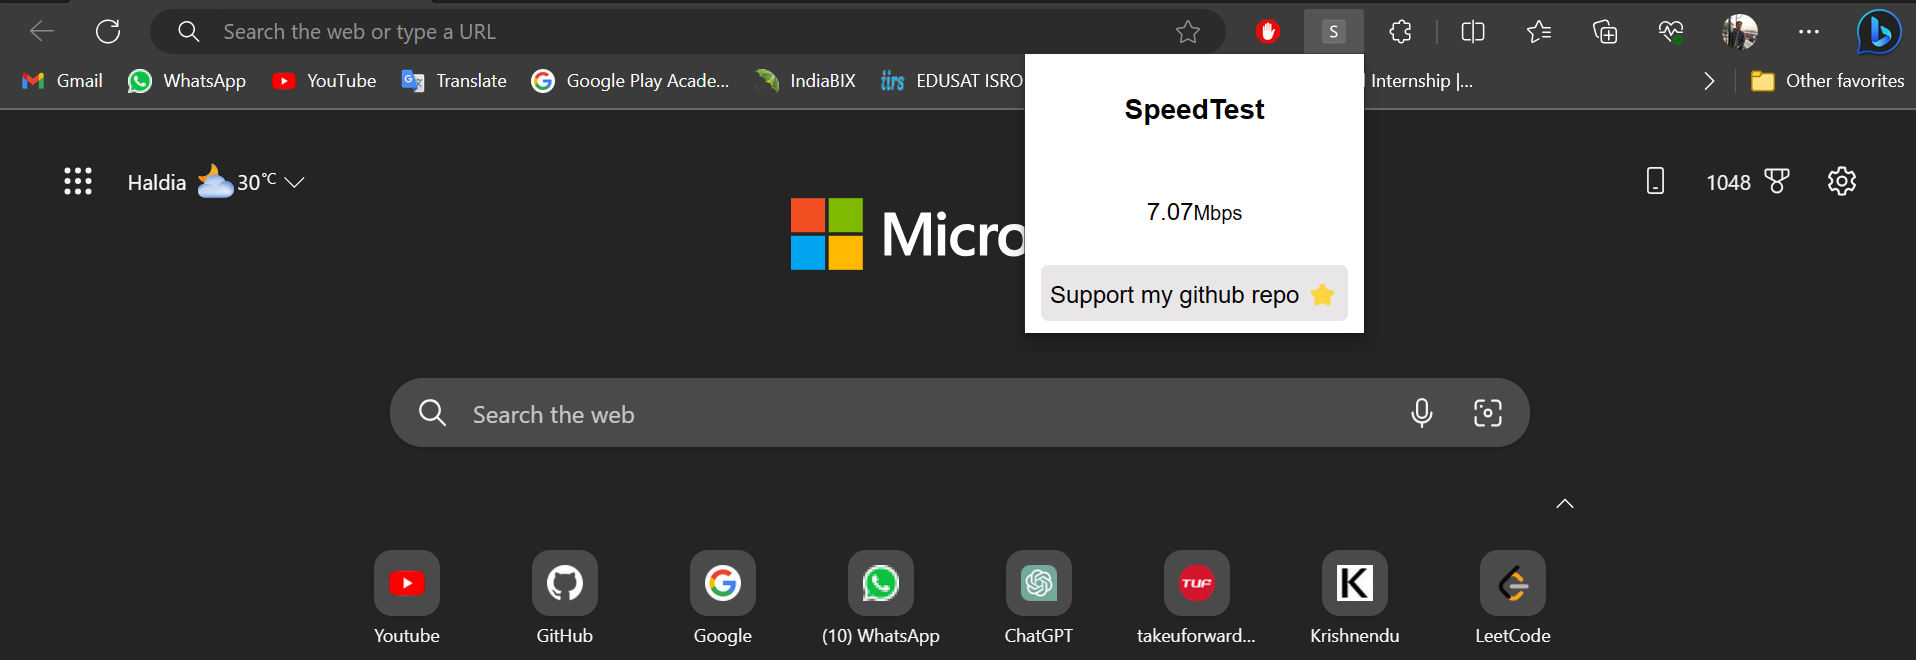 Search the web or type a URL
S
Gmail
WhatsApp
YouTube
Translate
Google Play Acade...
IndiaBIX
iirs EDUSAT ISRO
Internship |...
Other favorites
SpeedTest
7.07Mbps
Support my github repo
Haldia
30°C
1048
Micro
Search the web
Youtube
GitHub
Google
(10) WhatsApp
ChatGPT
TUF
takeuforward...
K
Krishnendu
LeetCode